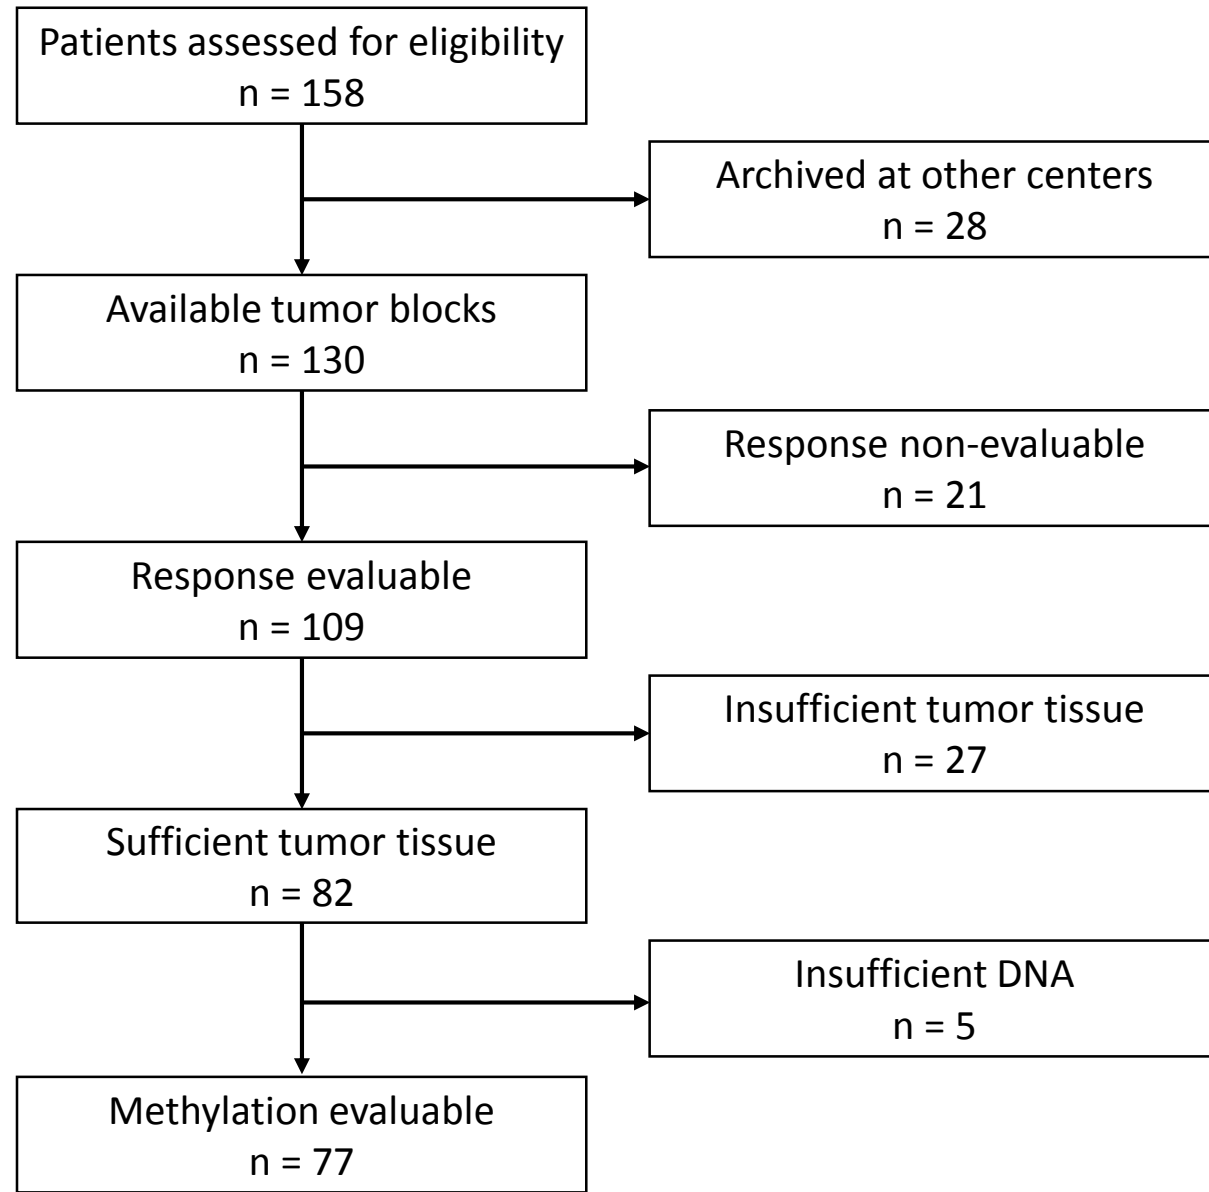 Patients assessed for eligibility
n = 158
Archived at other centers
n = 28
Available tumor blocks
n = 130
Response non-evaluable
n = 21
Response evaluable
n = 109
Insufficient tumor tissue
n = 27
Sufficient tumor tissue
n = 82
Insufficient DNA
n = 5
Methylation evaluable
n = 77